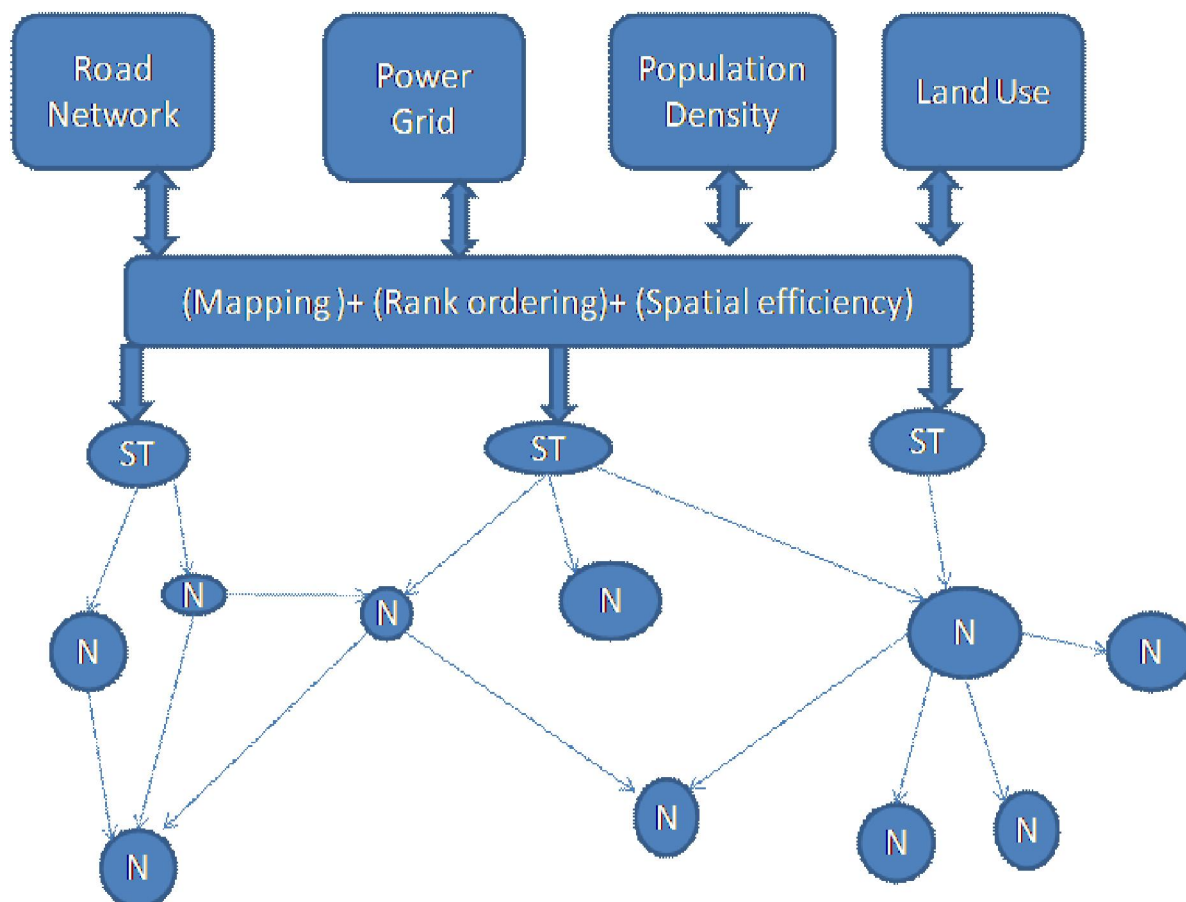 Road
Network
Power
Grid
Population
Density
Land Use
(Mapping )+ (Rank ordering)+ (Spatial efficiency)
ST
ST
ST
N
N
N
N
N
N
N
N
N
N